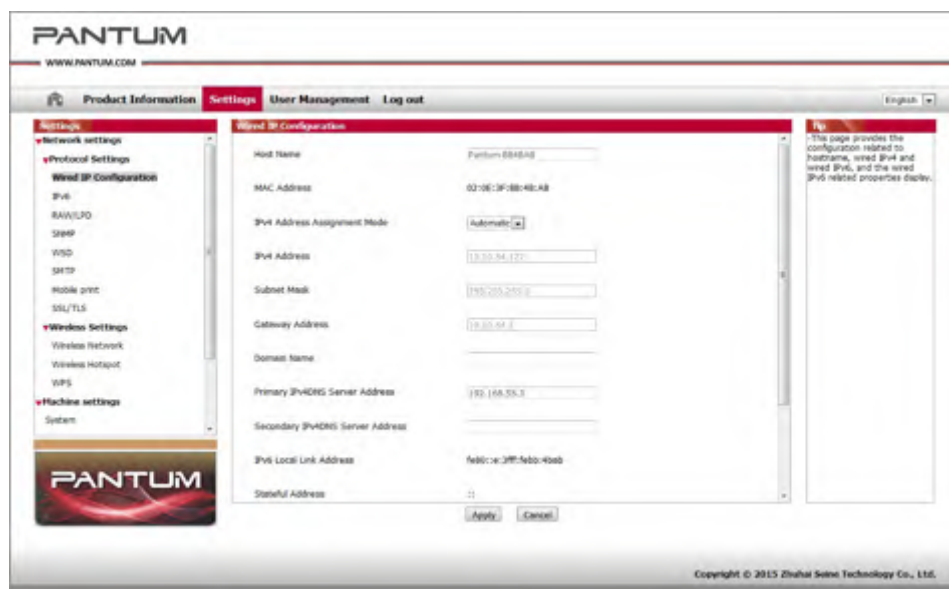 PANTUM
WWW.PANTUM.COM
Product Information Settings User Management Log out
English
Settings
Network settings
Protocol Settings
Wired IP Configuration
IPv6
RAW/LPD
SNMP
WSD
SMTP
Mobile print
SSL/TLS
Wireless Settings
Wireless Network
Wireless Hotspot
WPS
Machine settings
System
PANTUM
Wired IP Configuration
Host Name
MAC Address
IPv4 Address Assignment Mode Automatic
IPv4 Address
Subnet Mask
Gateway Address
Domain Name
Primary IPv4DNS Server Address
Secondary IPv4DNS Server Address
IPv6 Local Link Address
Stateful Address ::
Apply Cancel
Tip
-This page provides the
configuration related to
hostname, wired IPv4 and
wired IPv6, and the wired
IPv6 related properties display.
Copyright © 2015 Zhuhai Seine Technology Co., Ltd.